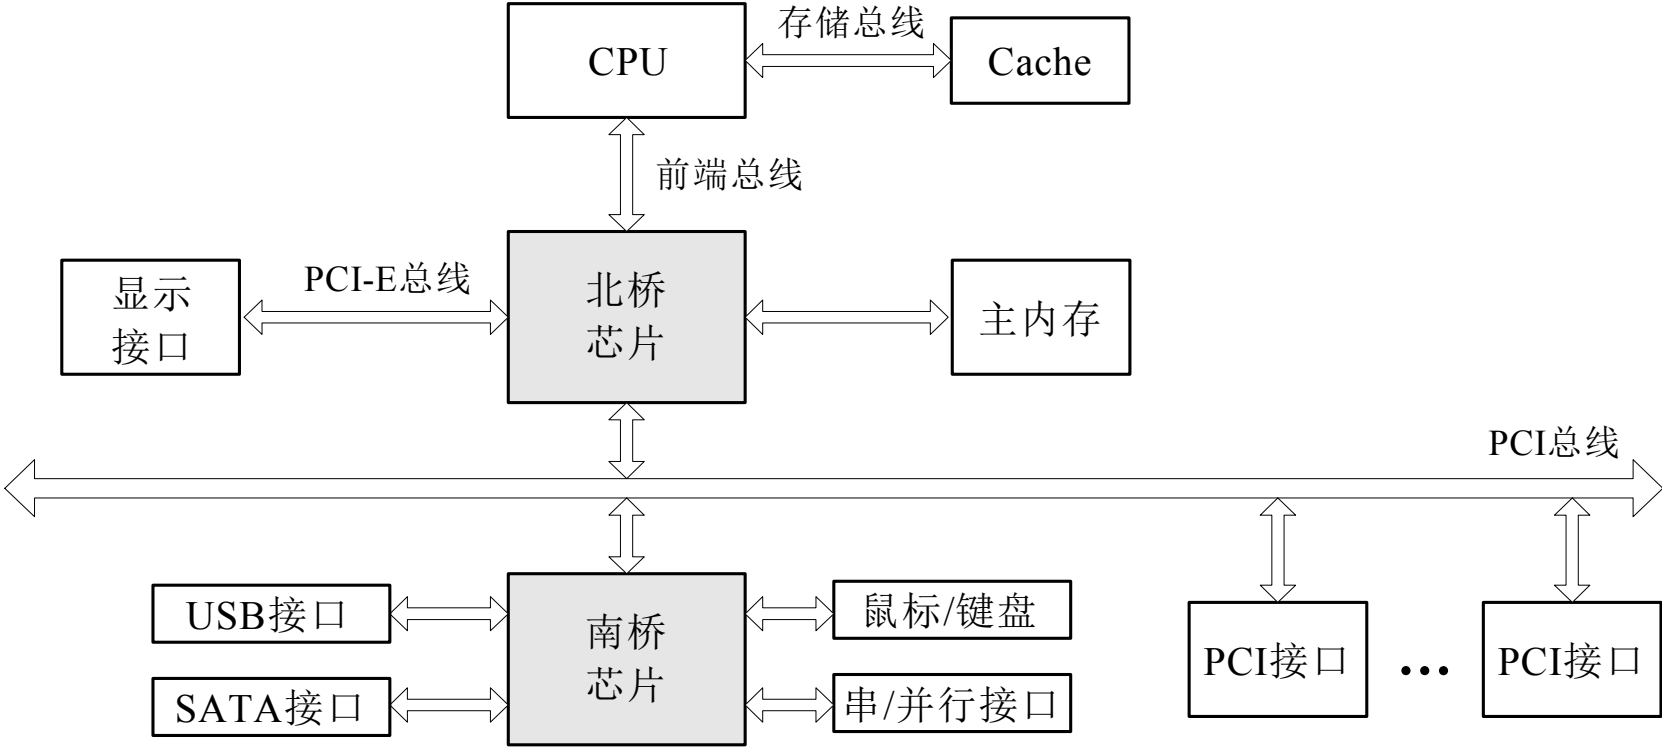 存储总线
CPU
Cache
前端总线
显示
接口
PCI-E总线
北桥
芯片
主内存
PCI总线
USB接口
南桥
芯片
鼠标/键盘
SATA接口
串/并行接口
PCI接口
...
PCI接口